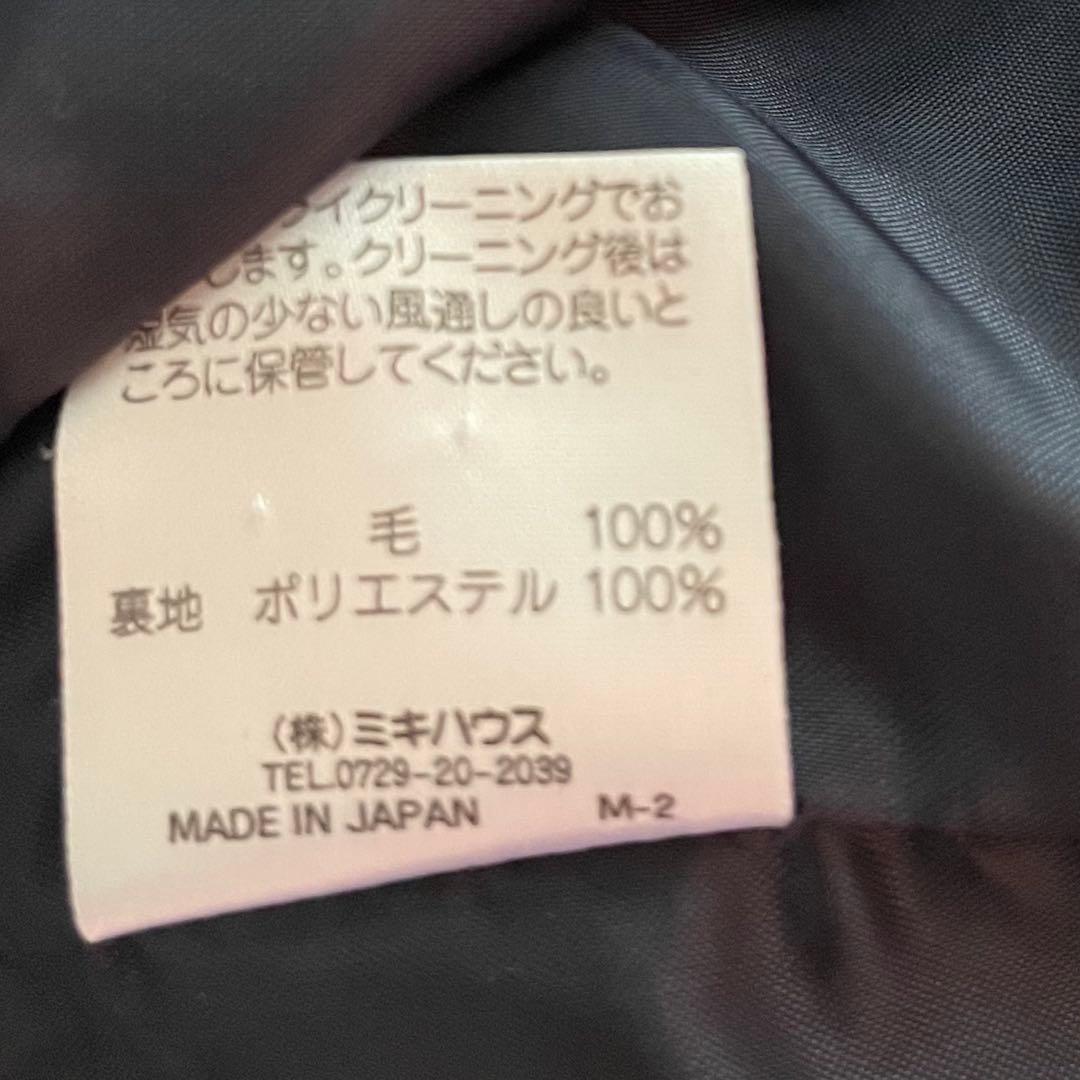 イクリーニングでお
します。クリーニング後は
湿気の少ない風通しの良いと
ころに保管してください。
毛 100%
裏地 ポリエステル 100%
(株)ミキハウス
TEL.0729-20-2039
MADE IN JAPAN M-2